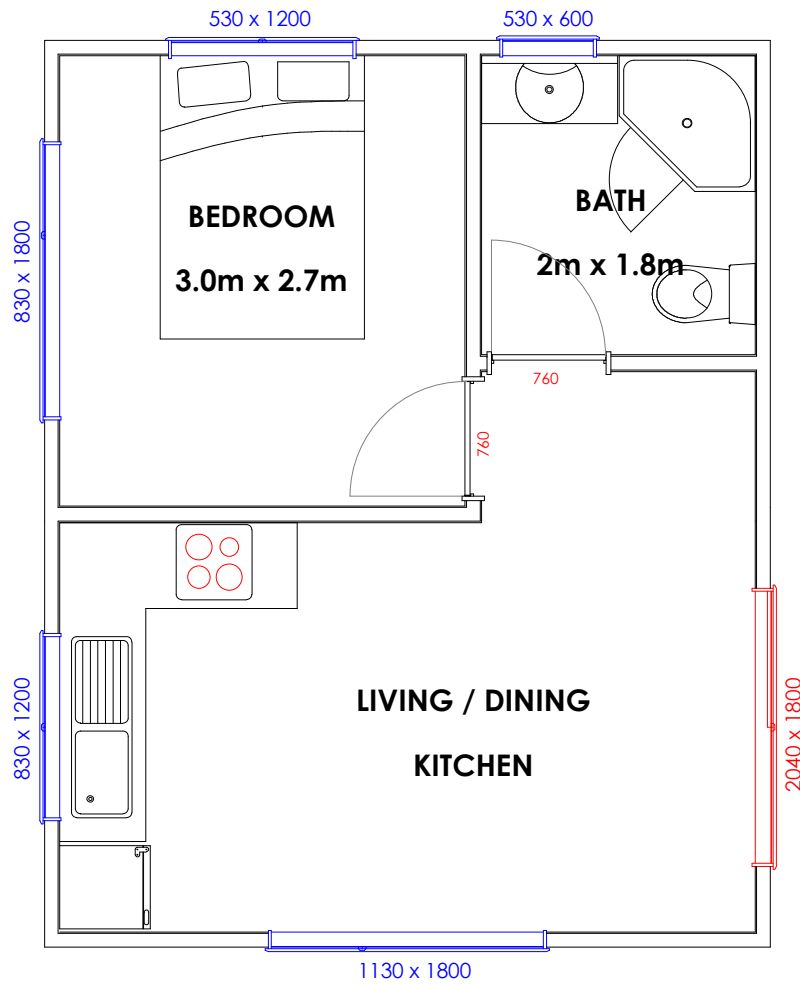 530 x 1200
530 x 600
830 x 1800
BEDROOM
3.0m x 2.7m
BATH
2m x 1.8m
760
760
830 x 1200
LIVING / DINING
KITCHEN
2040 x 1800
1130 x 1800